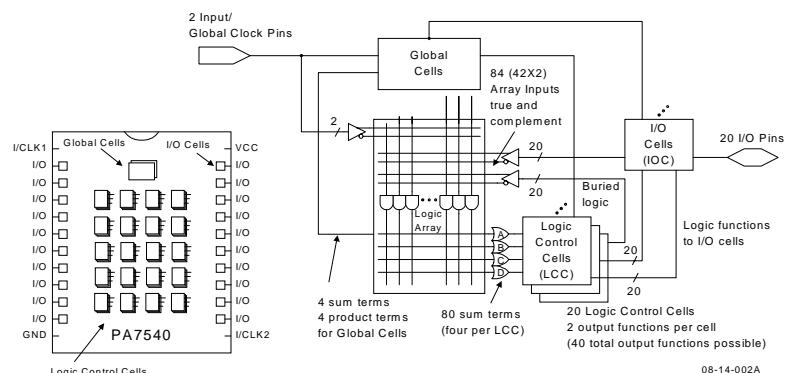 2 Input/
Global Clock Pins
Global
Cells
84 (42X2)
Array Inputs
true and
complement
2
20
20
I/O
Cells
(IOC)
20 I/O Pins
Buried
logic
Logic
Array
A
B
C
D
Logic
Control
Cells
(LCC)
Logic functions
to I/O cells
20
20
4 sum terms
4 product terms
for Global Cells
80 sum terms
(four per LCC)
20 Logic Control Cells
2 output functions per cell
(40 total output functions possible)
08-14-002A
Global Cells
I/O Cells
I/CLK1
I/O
I/O
I/O
I/O
I/O
I/O
I/O
I/O
I/O
I/O
GND
VCC
I/O
I/O
I/O
I/O
I/O
I/O
I/O
I/O
I/O
I/O
I/CLK2
PA7540
Logic Control Cells